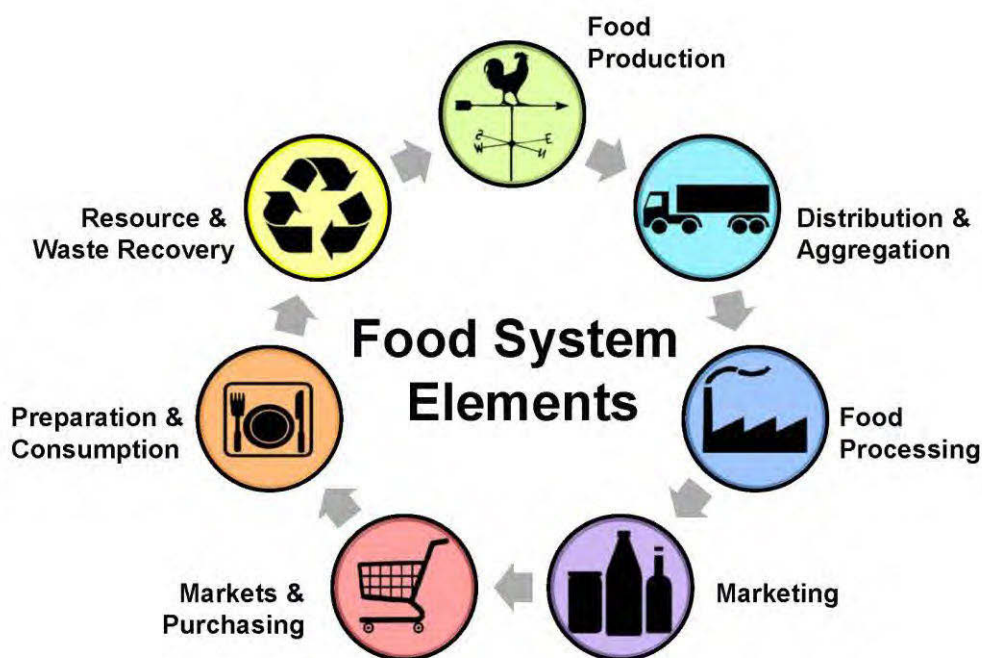 Food
Production
S
E
W
N
Resource &
Waste Recovery
Distribution &
Aggregation
Food System
Elements
Preparation &
Consumption
Food
Processing
Markets &
Purchasing
Marketing